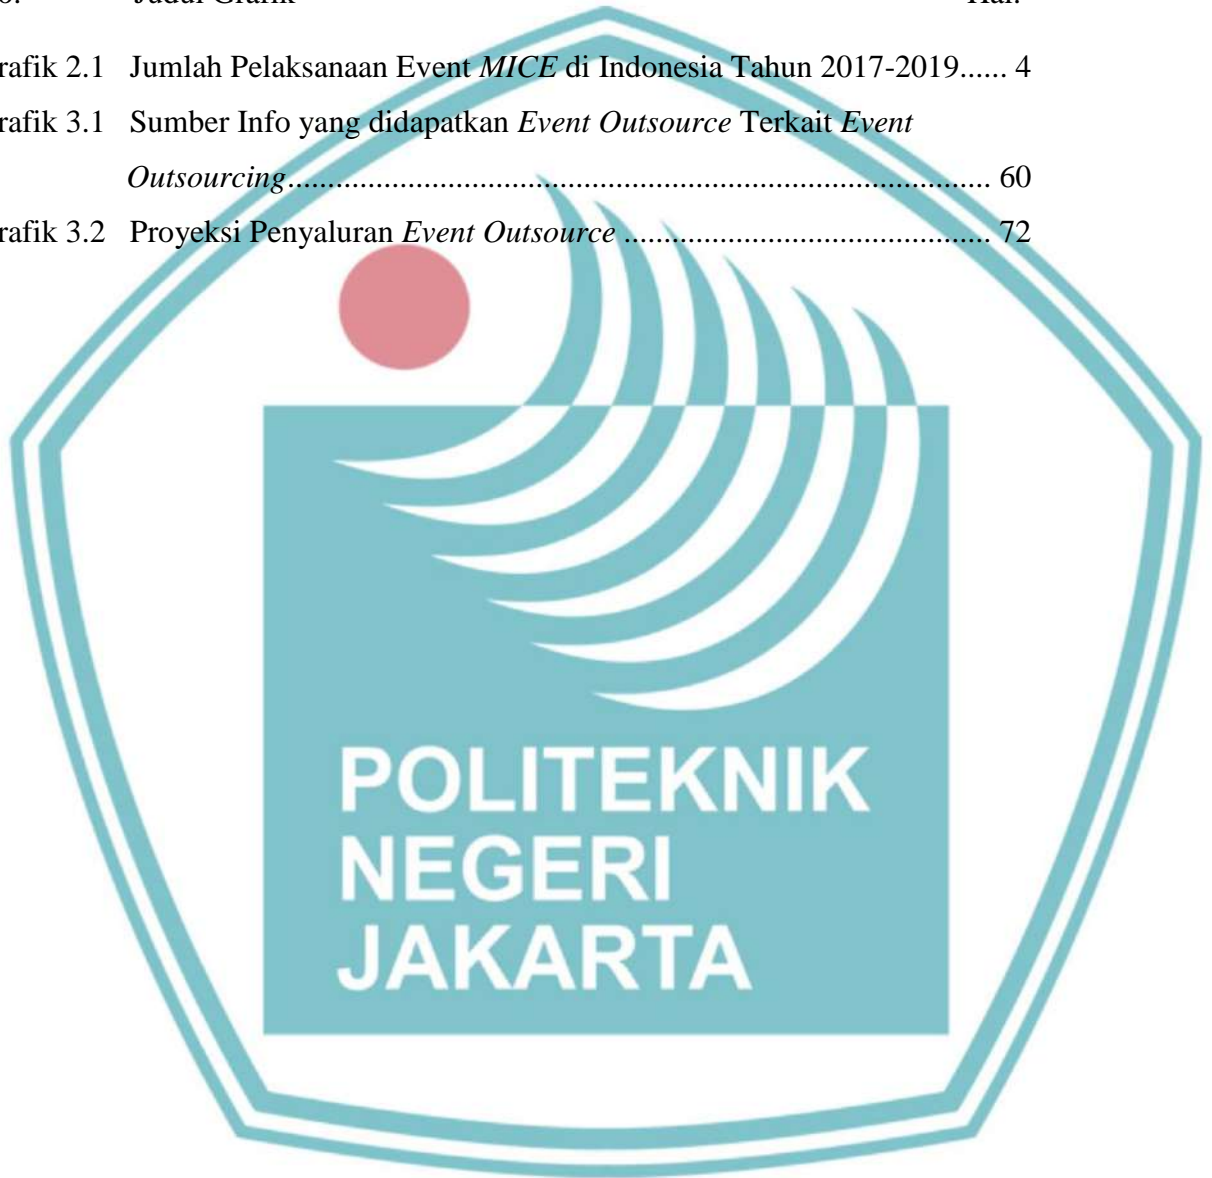 Judul Grafik Hal.
rafik 2.1 Jumlah Pelaksanaan Event MICE di Indonesia Tahun 2017-2019...... 4
rafik 3.1 Sumber Info yang didapatkan Event Outsource Terkait Event
Outsourcing..................................................................................... 60
rafik 3.2 Proyeksi Penyaluran Event Outsource ............................................. 72
POLITEKNIK
NEGERI
JAKARTA